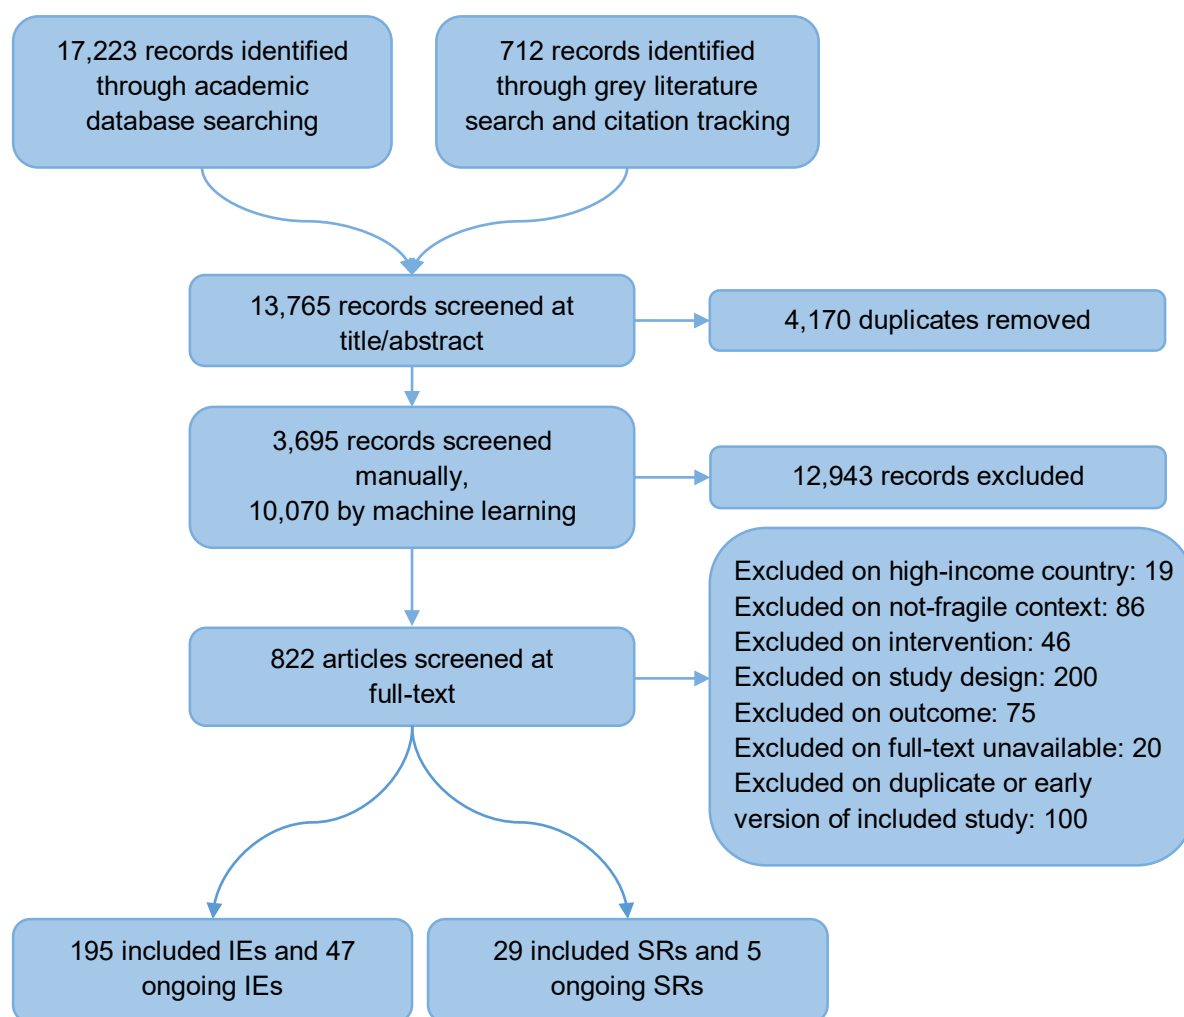 17,223 records identified
through academic
database searching
712 records identified
through grey literature
search and citation tracking
13,765 records screened at
title/abstract
4,170 duplicates removed
3,695 records screened
manually,
10,070 by machine learning
12,943 records excluded
822 articles screened at
full-text
Excluded on high-income country: 19
Excluded on not-fragile context: 86
Excluded on intervention: 46
Excluded on study design: 200
Excluded on outcome: 75
Excluded on full-text unavailable: 20
Excluded on duplicate or early
version of included study: 100
195 included IEs and 47
ongoing IEs
29 included SRs and 5
ongoing SRs